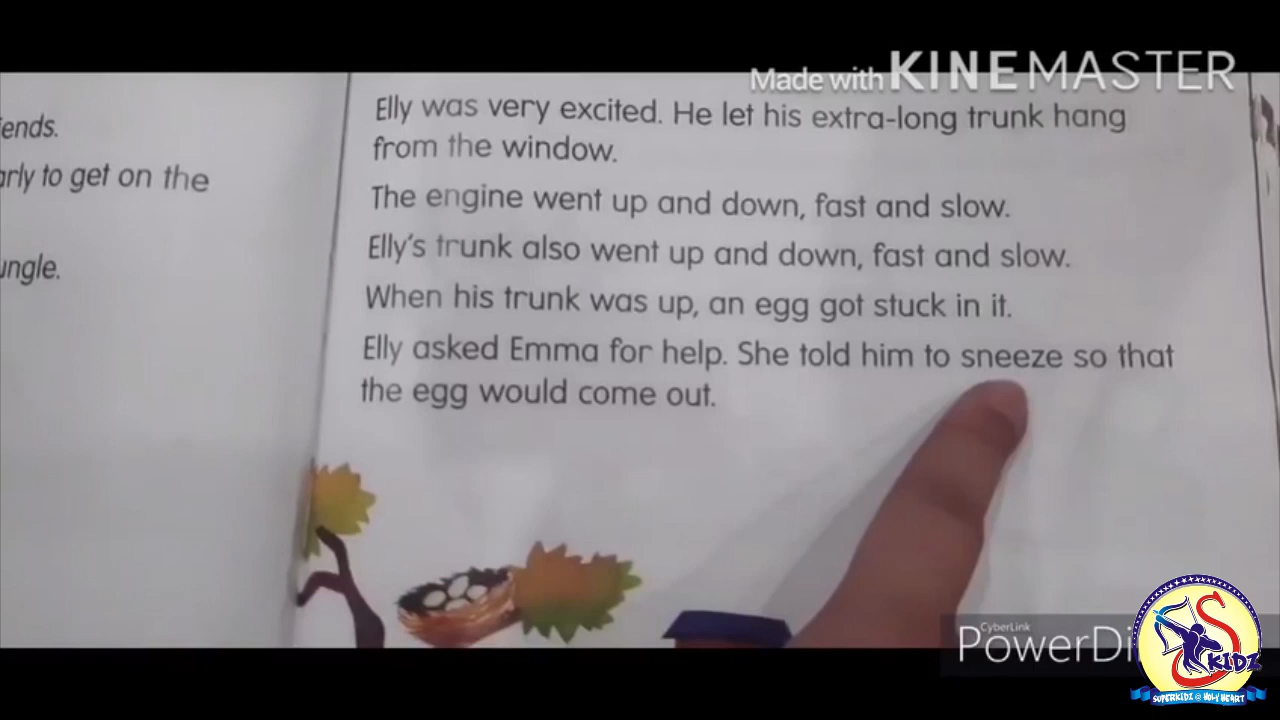 Made with KINEMASTER
iends.
arly to get on the
ungle.
Elly was very excited. He let his extra-long trunk hang
from the window.
The engine went up and down, fast and slow.
Elly's trunk also went up and down, fast and slow.
When his trunk was up, an egg got stuck in it.
Elly asked Emma for help. She told him to sneeze so that
the egg would come out.
CyberLink
PowerDi
S KIDZ
SUPERKIDZ @ HOLY HEART